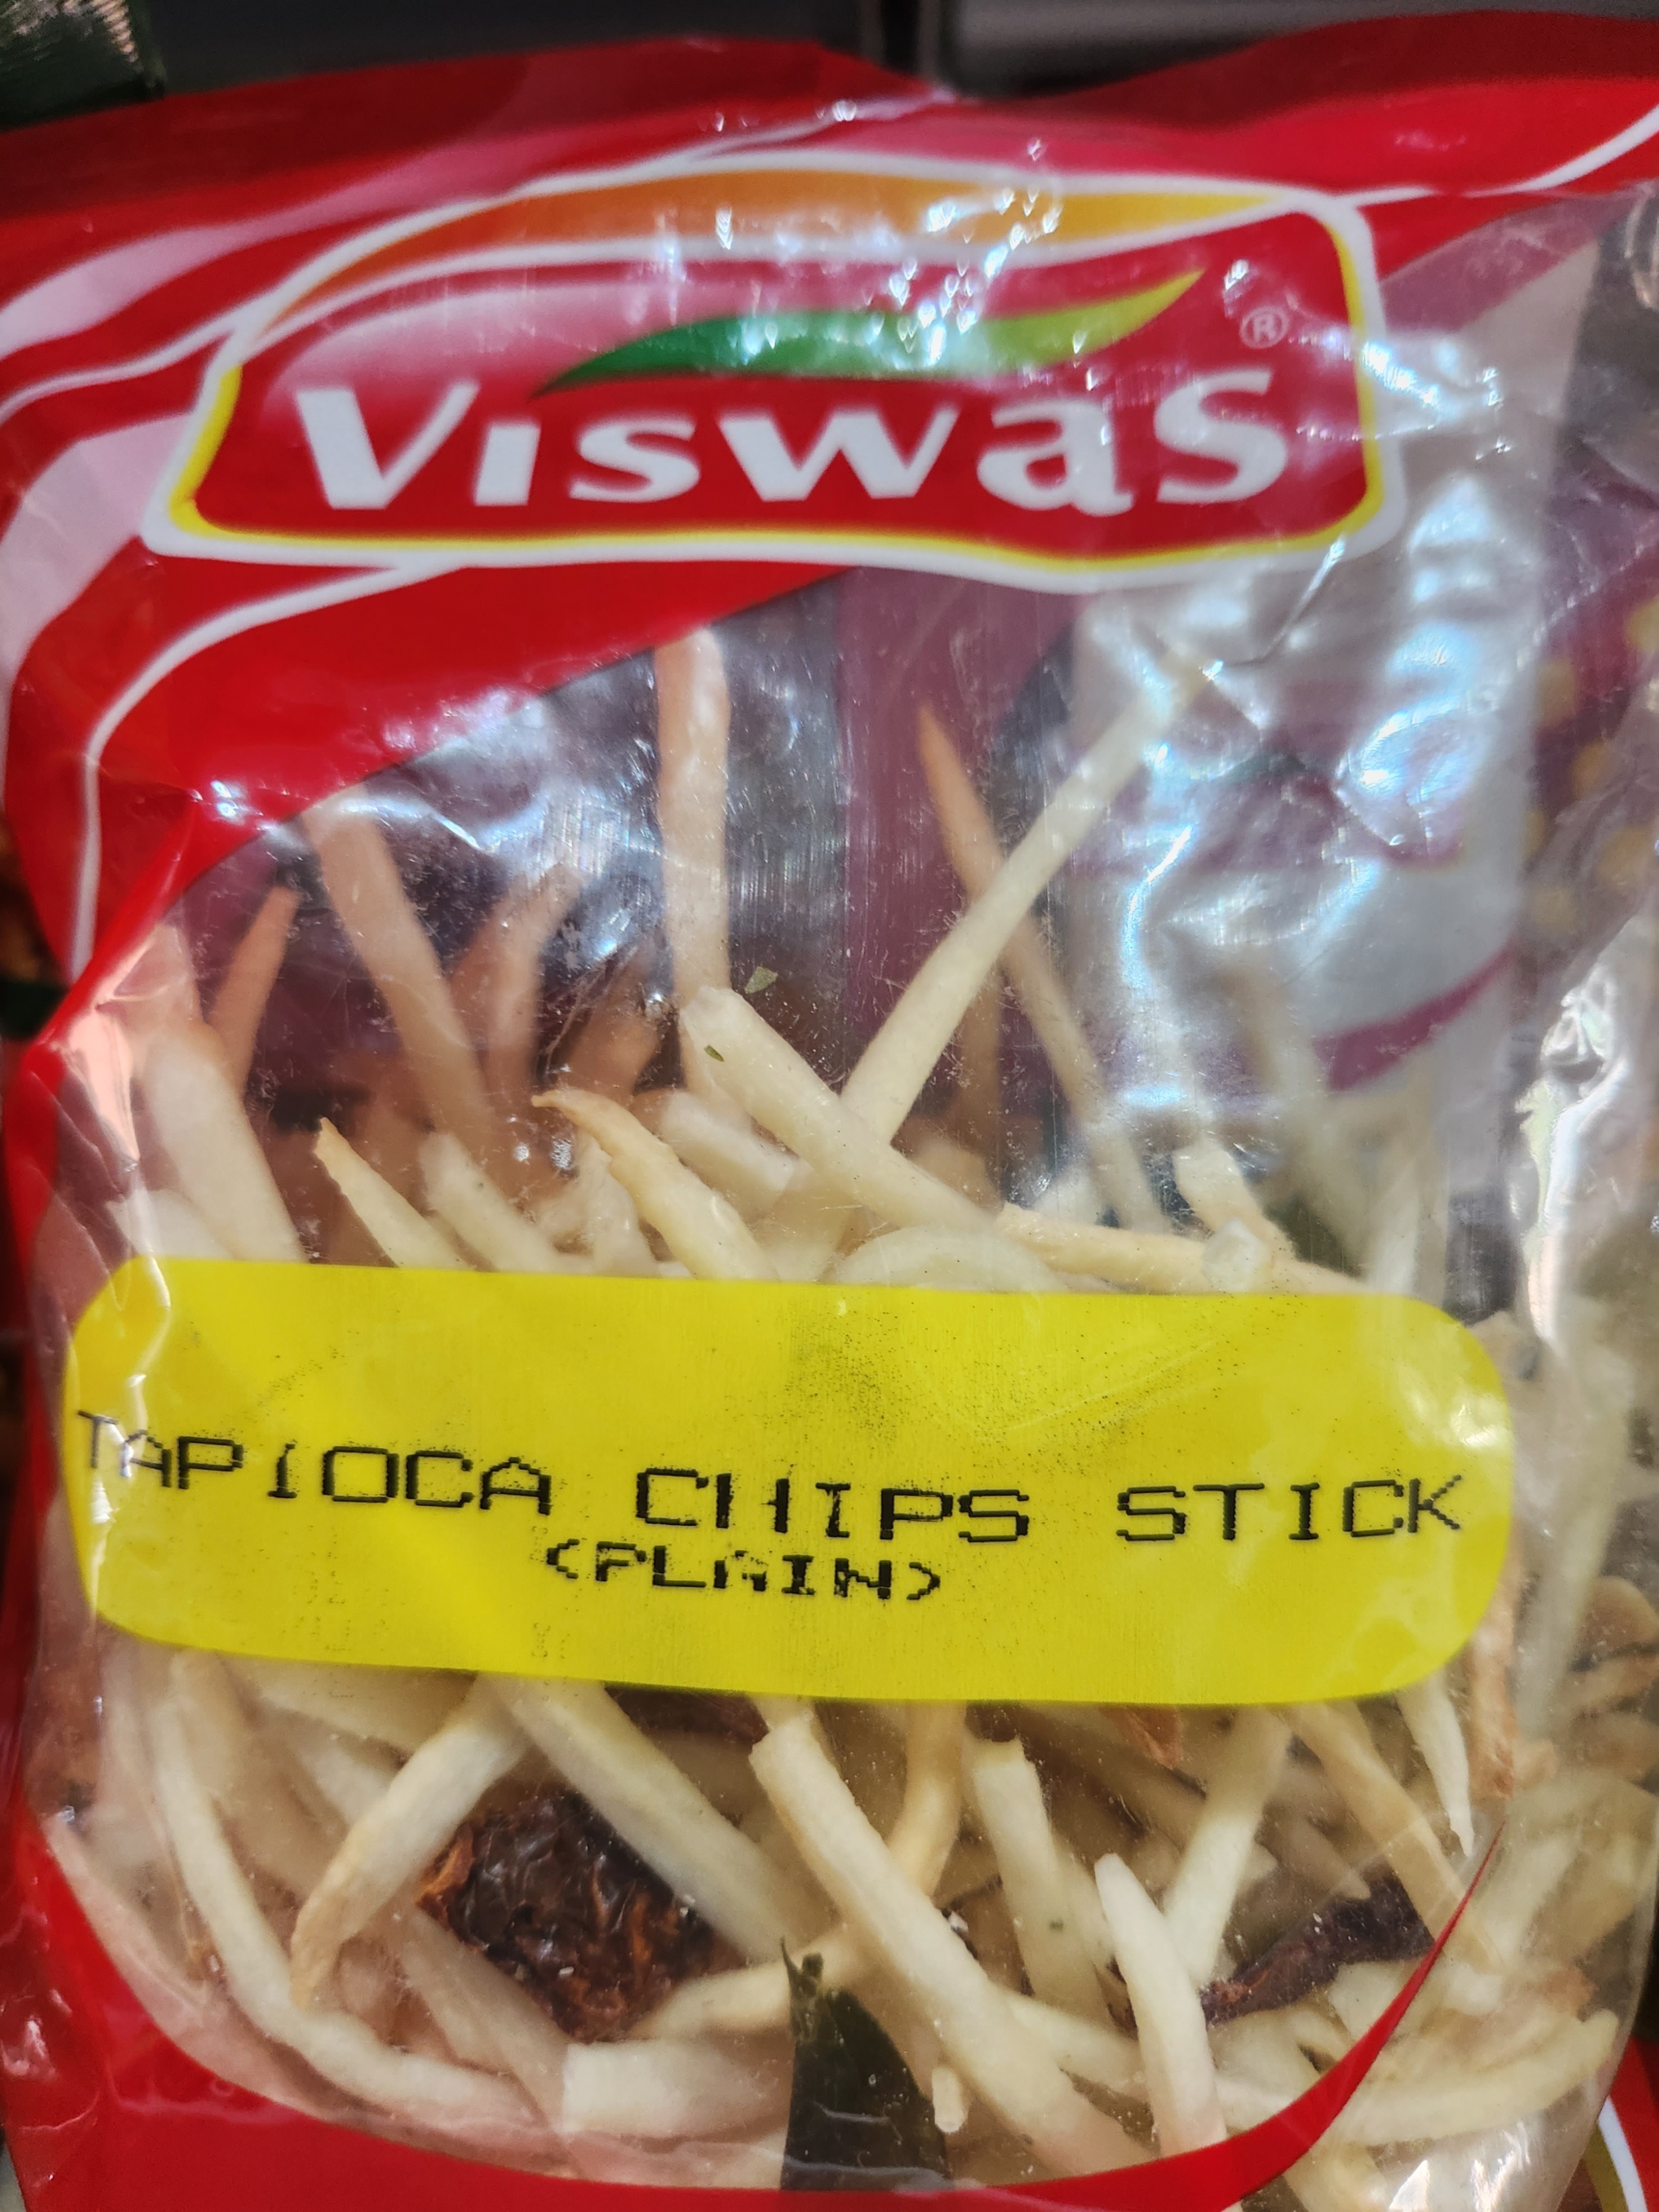 Viswas®
TAPIOCA CHIPS STICK
(PLAIN)